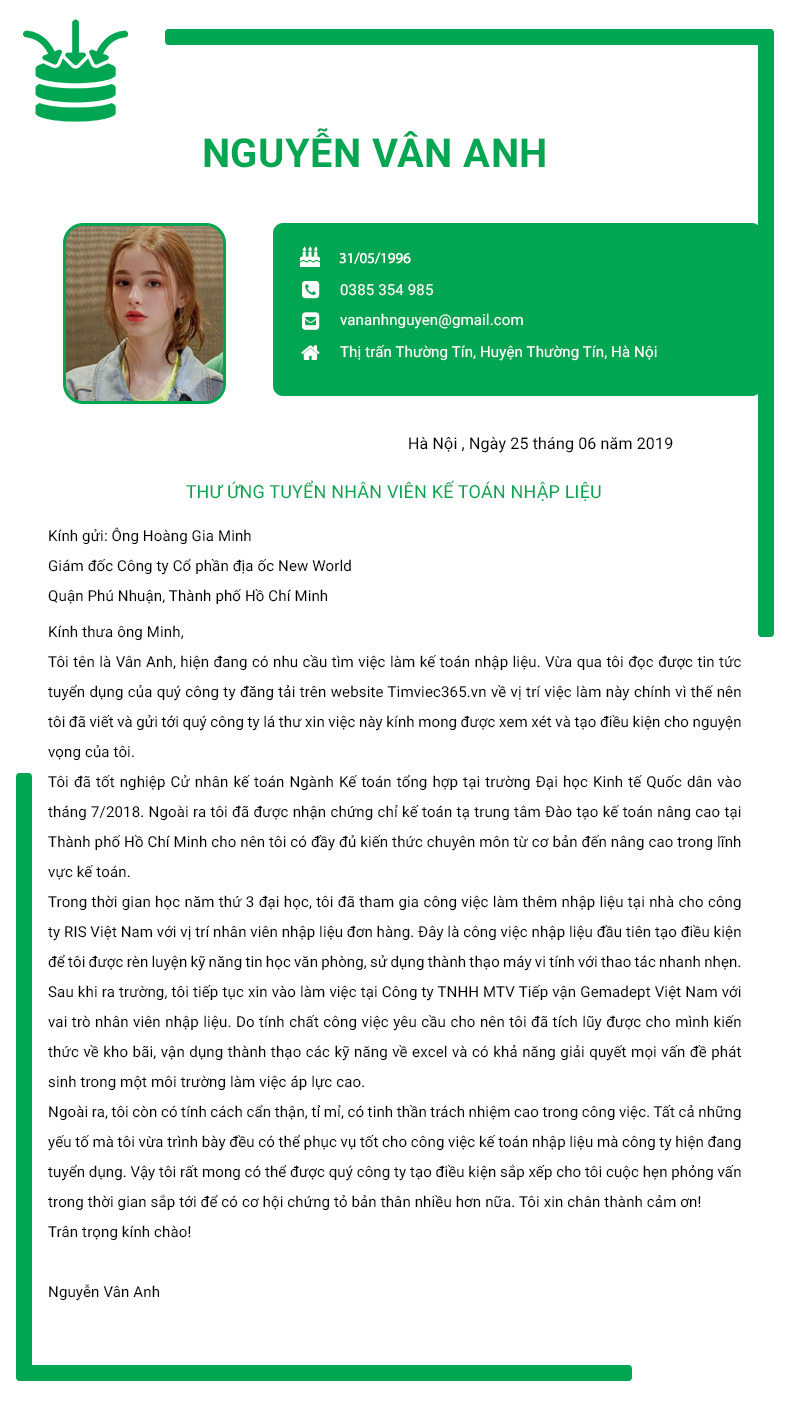 NGUYỄN VÂN ANH
31/05/1996
0385 354 985
vananhnguyen@gmail.com
Thị trấn Thường Tín, Huyện Thường Tín, Hà Nội
Hà Nội , Ngày 25 tháng 06 năm 2019
THƯ ỨNG TUYỂN NHÂN VIÊN KẾ TOÁN NHẬP LIỆU
Kính gửi: Ông Hoàng Gia Minh
Giám đốc Công ty Cổ phần địa ốc New World
Quận Phú Nhuận, Thành phố Hồ Chí Minh
Kính thưa ông Minh,
Tôi tên là Vân Anh, hiện đang có nhu cầu tìm việc làm kế toán nhập liệu. Vừa qua tôi đọc được tin tức
tuyển dụng của quý công ty đăng tải trên website Timviec365.vn về vị trí việc làm này chính vì thế nên
tôi đã viết và gửi tới quý công ty lá thư xin việc này kính mong được xem xét và tạo điều kiện cho nguyện
vọng của tôi.
Tôi đã tốt nghiệp Cử nhân kế toán Ngành Kế toán tổng hợp tại trường Đại học Kinh tế Quốc dân vào
tháng 7/2018. Ngoài ra tôi đã được nhận chứng chỉ kế toán tạ trung tâm Đào tạo kế toán nâng cao tại
Thành phố Hồ Chí Minh cho nên tôi có đầy đủ kiến thức chuyên môn từ cơ bản đến nâng cao trong lĩnh
vực kế toán.
Trong thời gian học năm thứ 3 đại học, tôi đã tham gia công việc làm thêm nhập liệu tại nhà cho công
ty RIS Việt Nam với vị trí nhân viên nhập liệu đơn hàng. Đây là công việc nhập liệu đầu tiên tạo điều kiện
để tôi được rèn luyện kỹ năng tin học văn phòng, sử dụng thành thạo máy vi tính với thao tác nhanh nhẹn.
Sau khi ra trường, tôi tiếp tục xin vào làm việc tại Công ty TNHH MTV Tiếp vận Gemadept Việt Nam với
vai trò nhân viên nhập liệu. Do tính chất công việc yêu cầu cho nên tôi đã tích lũy được cho mình kiến
thức về kho bãi, vận dụng thành thạo các kỹ năng về excel và có khả năng giải quyết mọi vấn đề phát
sinh trong một môi trường làm việc áp lực cao.
Ngoài ra, tôi còn có tính cách cẩn thận, tỉ mỉ, có tinh thần trách nhiệm cao trong công việc. Tất cả những
yếu tố mà tôi vừa trình bày đều có thể phục vụ tốt cho công việc kế toán nhập liệu mà công ty hiện đang
tuyển dụng. Vậy tôi rất mong có thể được quý công ty tạo điều kiện sắp xếp cho tôi cuộc hẹn phỏng vấn
trong thời gian sắp tới để có cơ hội chứng tỏ bản thân nhiều hơn nữa. Tôi xin chân thành cảm ơn!
Trân trọng kính chào!
Nguyễn Vân Anh